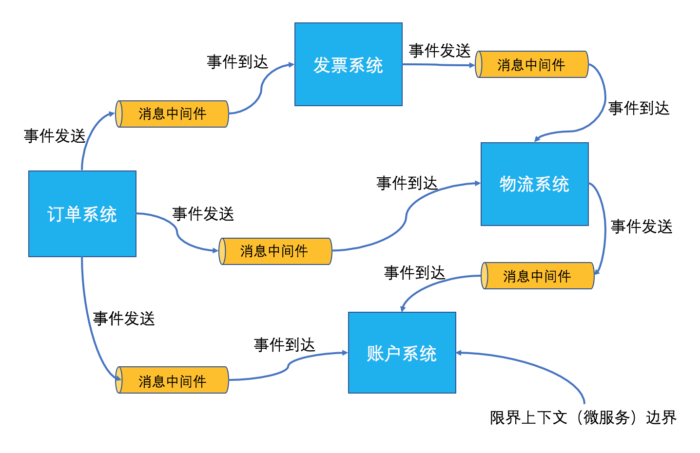 发票系统
事件发送
消息中间件
事件到达
消息中间件
事件到达
事件发送
订单系统
事件发送
事件到达
物流系统
消息中间件
事件发送
事件到达
消息中间件
事件发送
事件到达
账户系统
消息中间件
限界上下文（微服务）边界